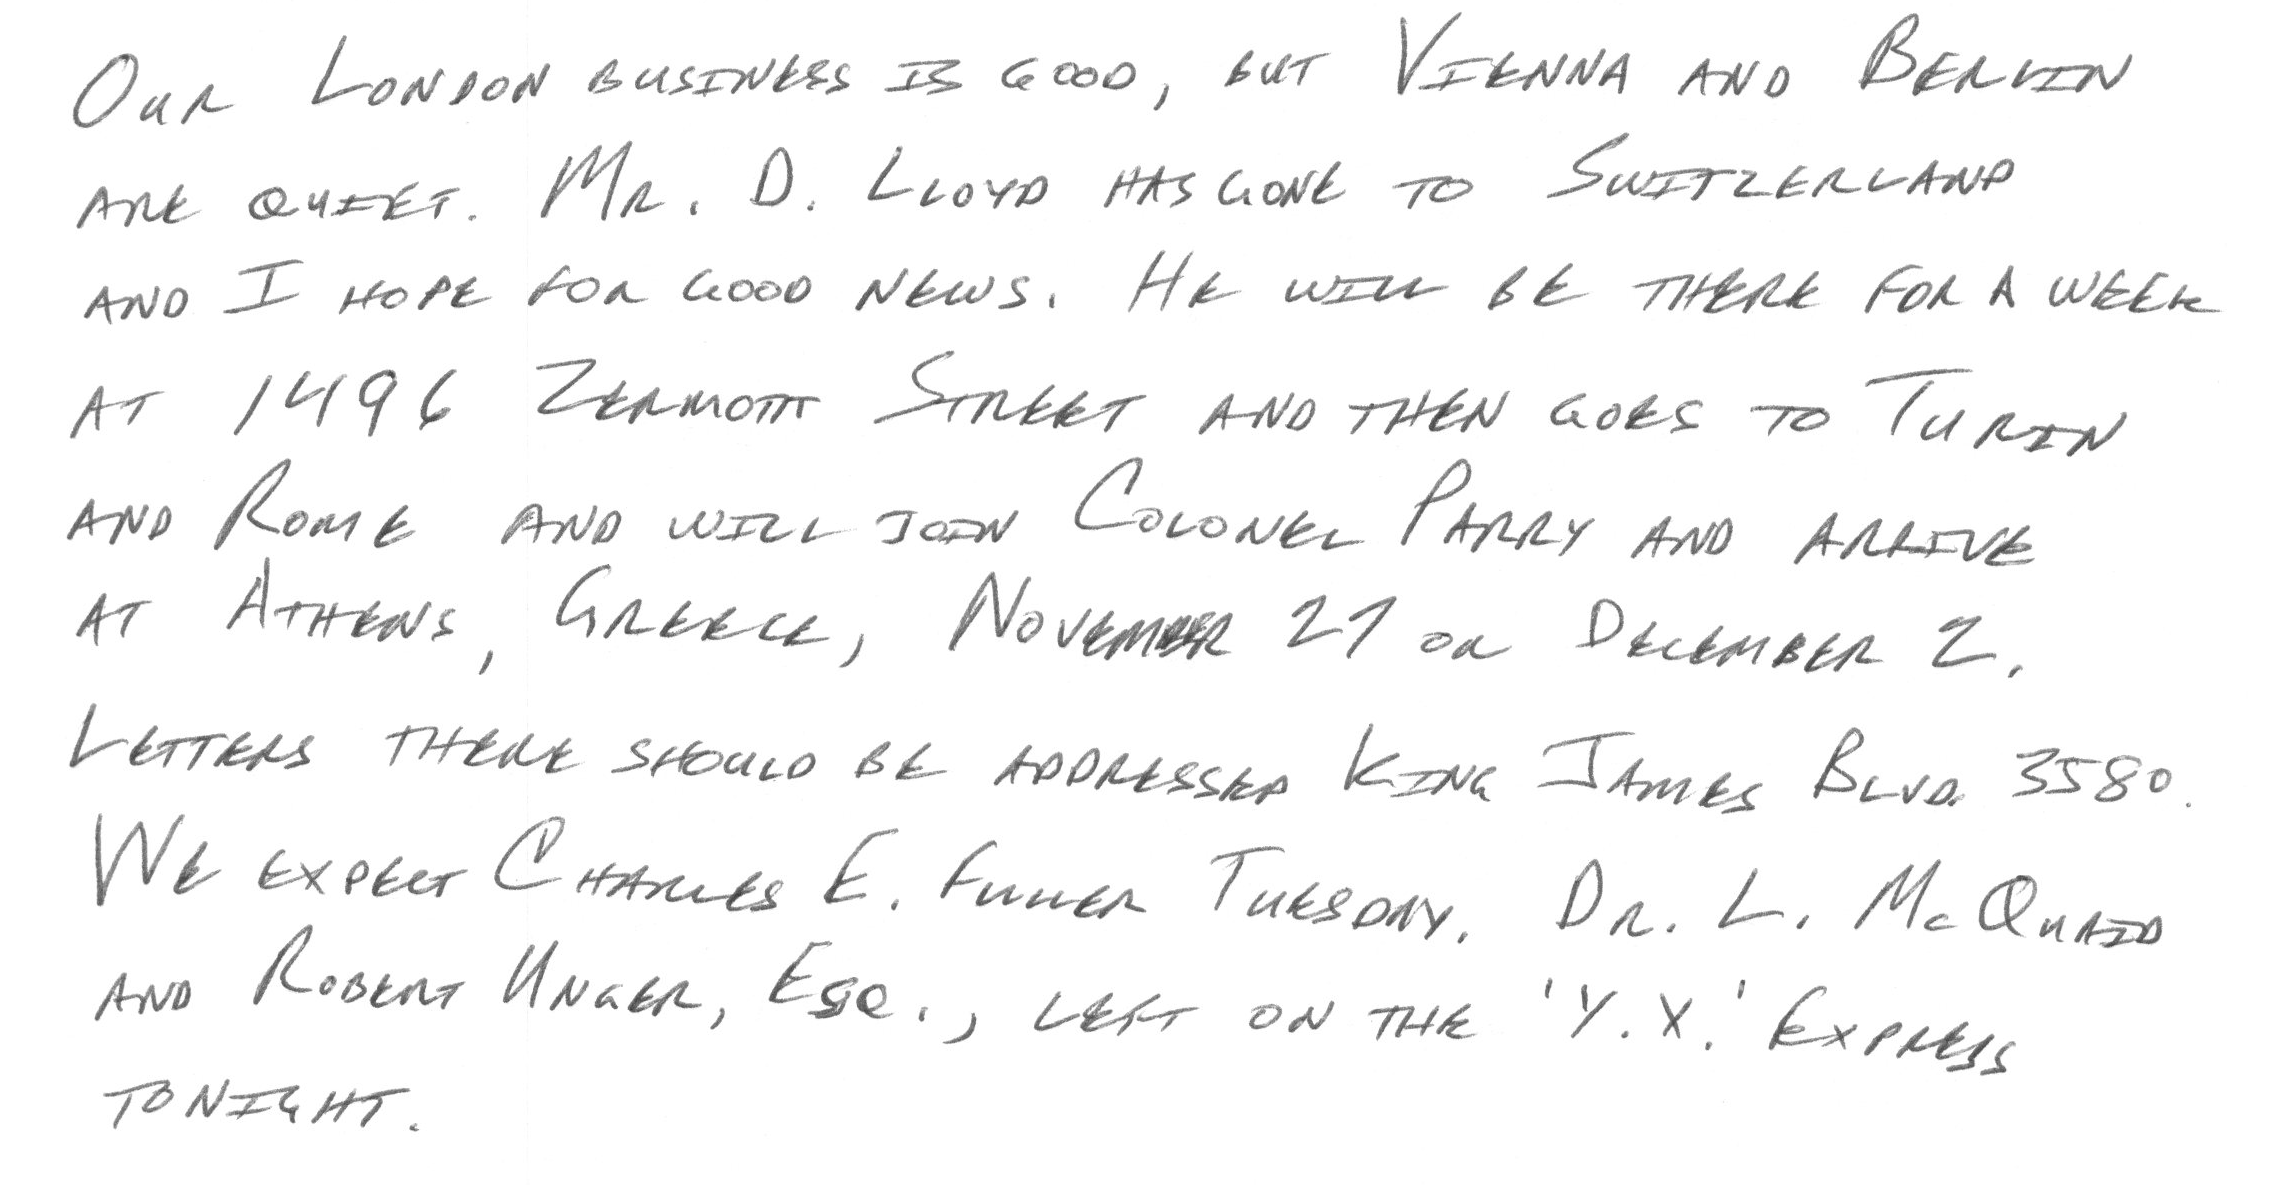 Our London business is good, but Vienna and Berlin
are quiet. Mr. D. Lloyd has gone to Switzerland
and I hope for good news. He will be there for a week
at 1496 Zermott Street and then goes to Turin
and Rome and will join Colonel Parry and arrive
at Athens, Greece, November 27 or December 2.
Letters there should be addressed King James Blvd. 3580.
We expect Charles E. Fuller Tuesday. Dr. L. McQuaid
and Robert Unger, Esq., left on the 'Y.X.' Express
tonight.